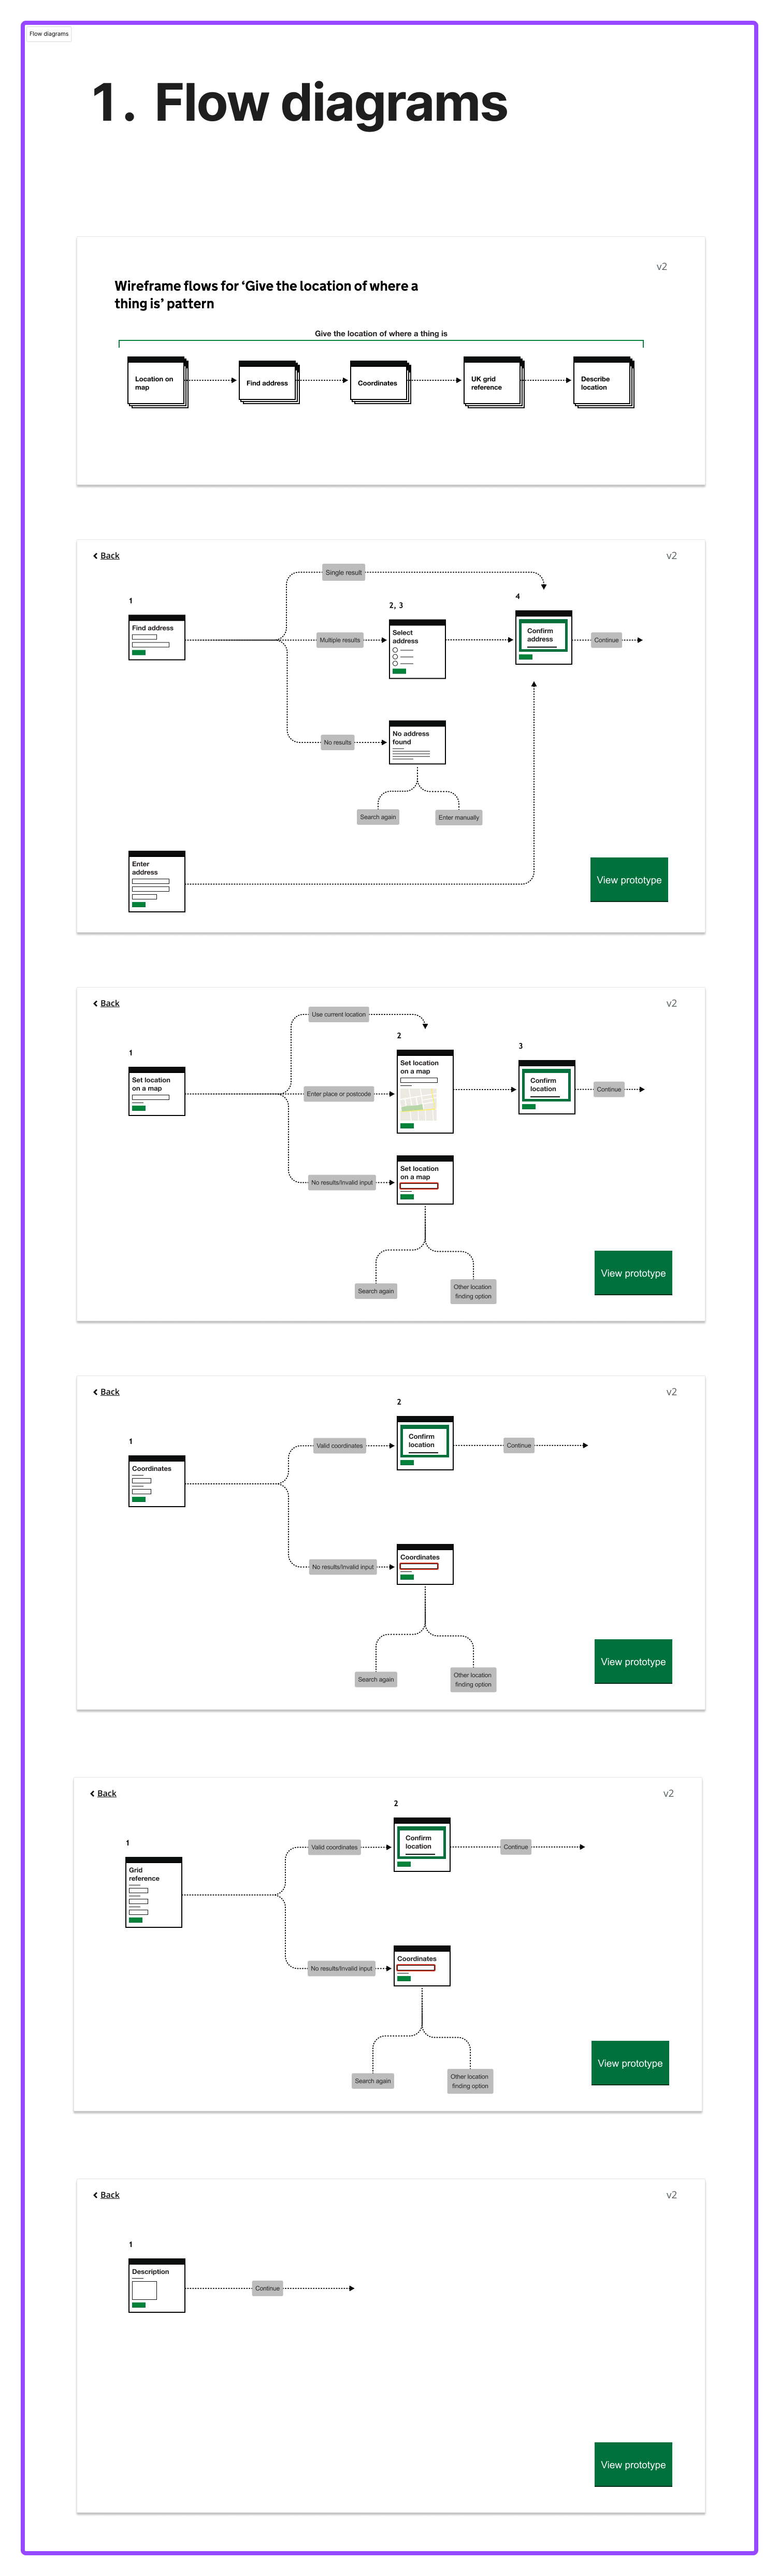 Flow diagrams
1. Flow diagrams
v2
Wireframe flows for ‘Give the location of where a
thing is’ pattern
Give the location of where a thing is
Location on
map
Find address
Coordinates
UK grid
reference
Describe
location
Back
v2
Single result
1
2, 3
4
Find address
Multiple results
Select
address
Confirm
address
Continue
No results
No address
found
Search again
Enter manually
Enter
address
View prototype
Back
v2
Use current location
1
2
3
Set location
on a map
Enter place or postcode
Set location
on a map
Confirm
location
Continue
No results/Invalid input
Set location
on a map
Search again
Other location
finding option
View prototype
Back
v2
1
2
Coordinates
Valid coordinates
Confirm
location
Continue
No results/Invalid input
Coordinates
Search again
Other location
finding option
View prototype
Back
v2
1
2
Grid
reference
Valid coordinates
Confirm
location
Continue
No results/Invalid input
Coordinates
Search again
Other location
finding option
View prototype
Back
v2
1
Description
Continue
View prototype